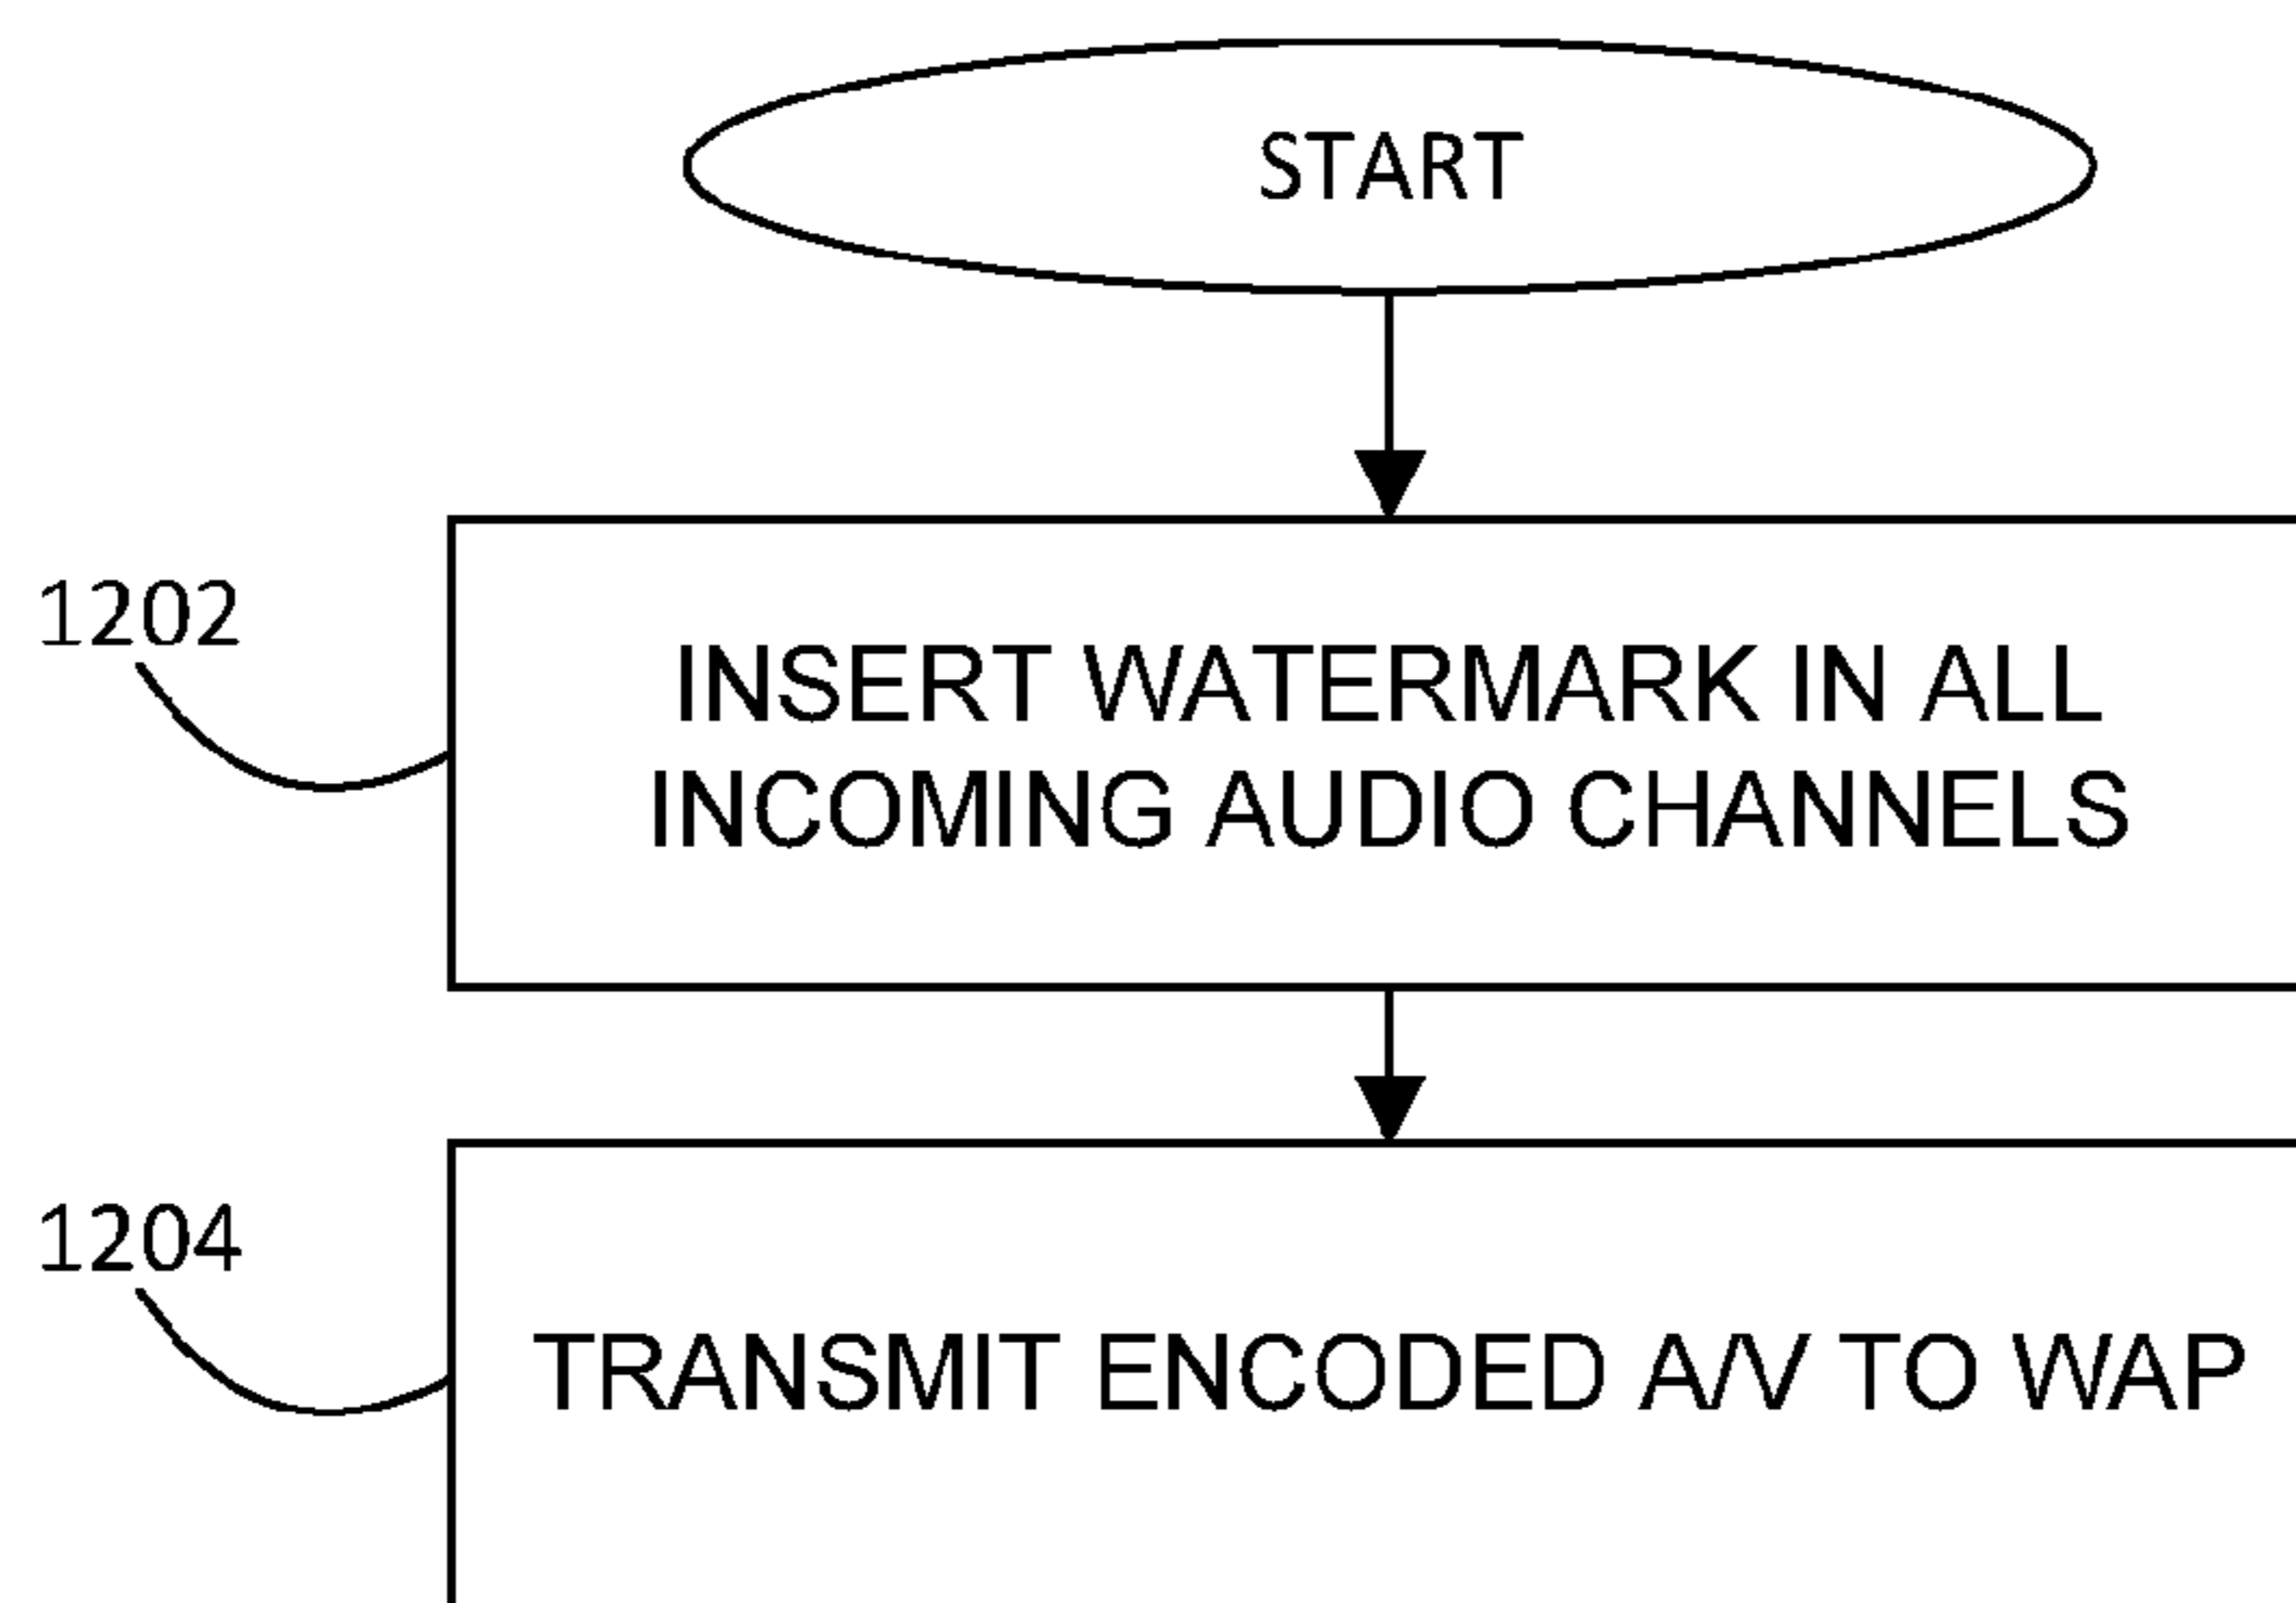 START
1202
INSERT WATERMARK IN ALL
INCOMING AUDIO CHANNELS
1204
TRANSMIT ENCODED A/V TO WAP